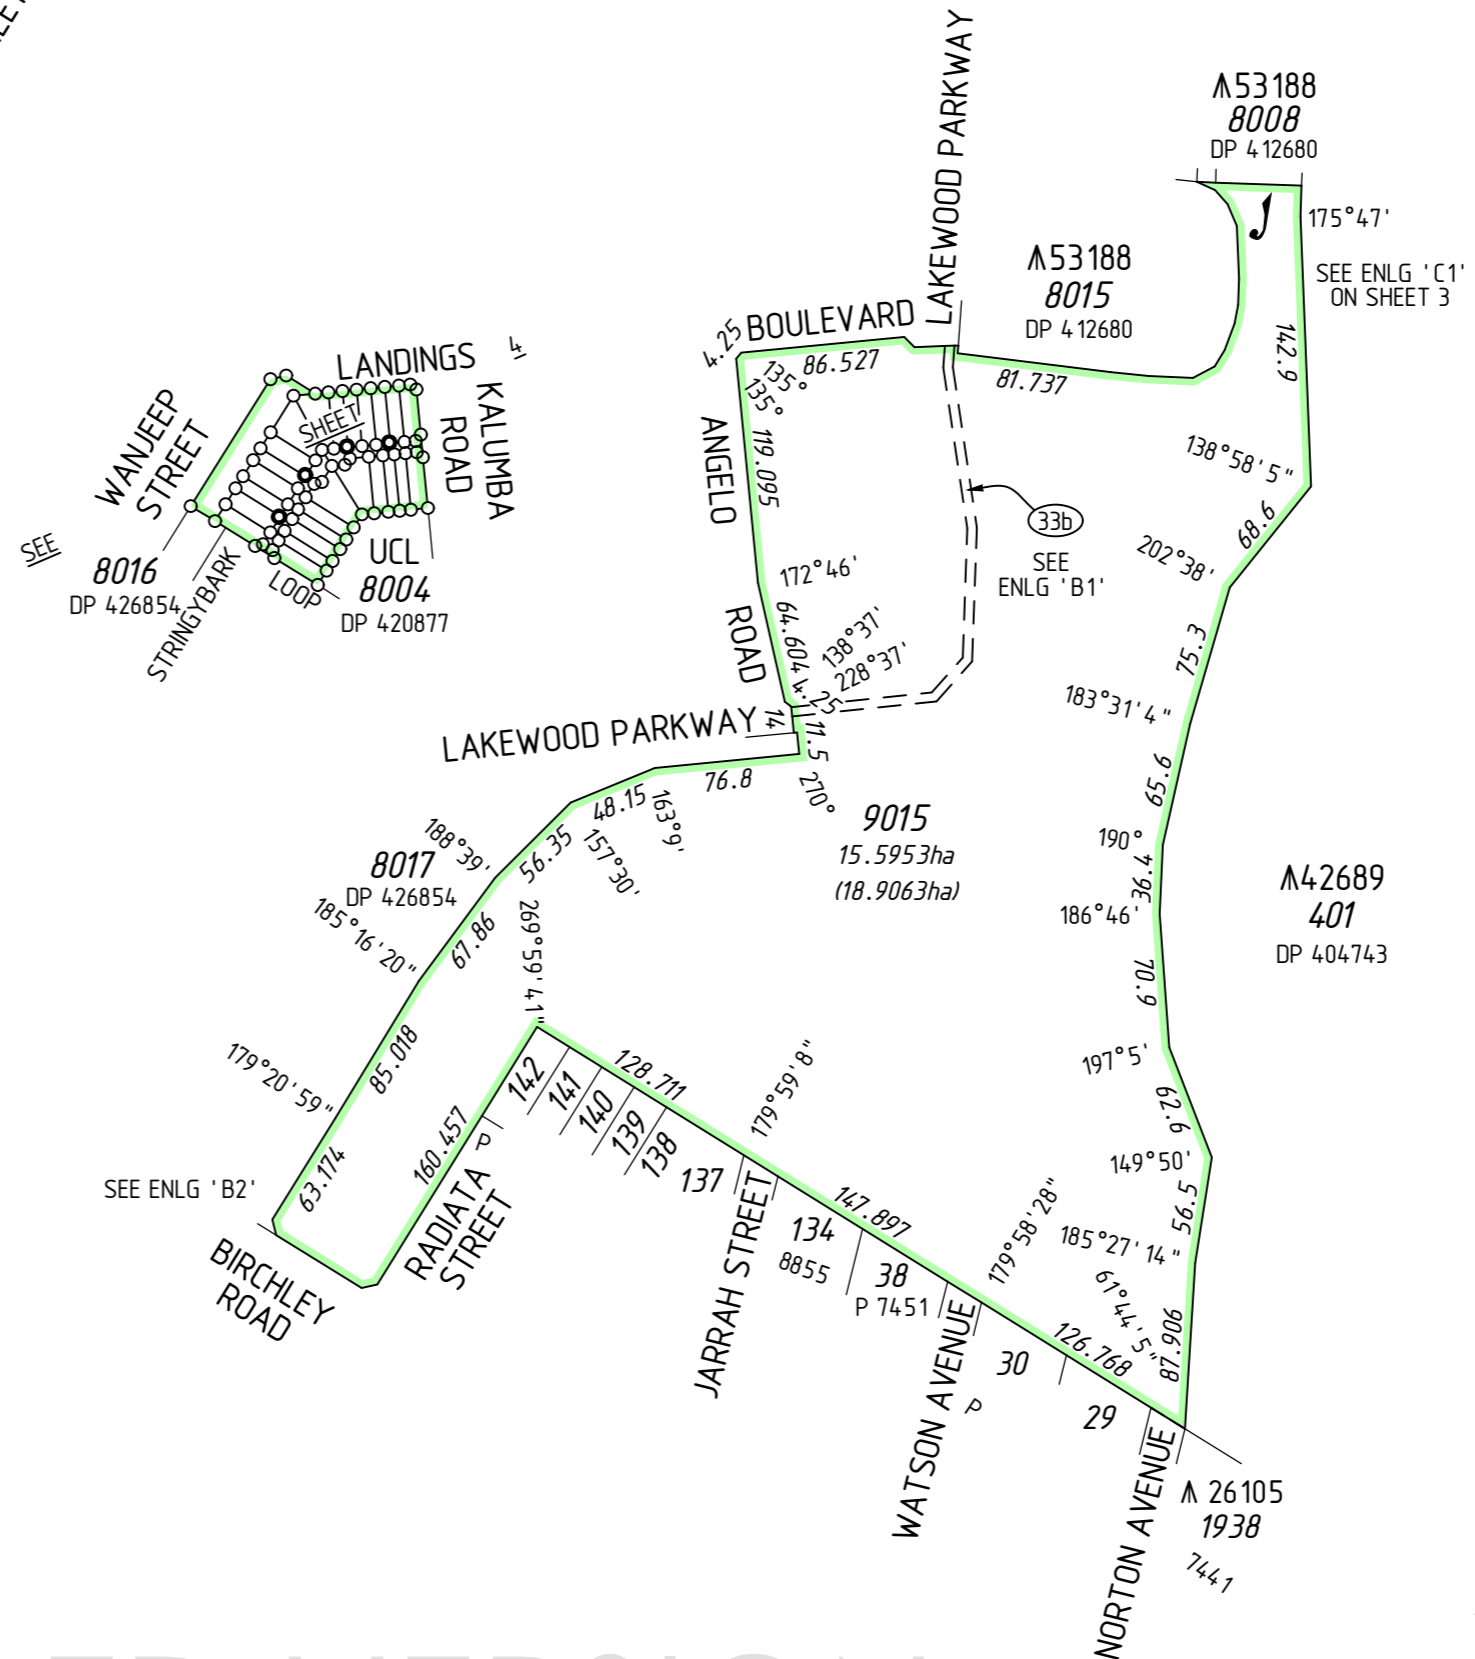 LAKEWOOD PARKWAY
⩚53188
8008
DP 412680
175°47'
SEE ENLG 'C1'
ON SHEET 3
142.9
⩚53188
8015
DP 412680
81.737
4.25
BOULEVARD
86.527
135°
135°
ANGELO
119.095
172°46'
ROAD
64.604
138°37'
228°37'
4.25
14
11.5
270°
33b
SEE
ENLG 'B1'
138°58'5"
68.6
202°38'
75.3
183°31'4"
65.6
190°
36.4
186°46'
70.9
197°5'
62.6
149°50'
56.5
185°27'14"
61°44'5"
87.906
LANDINGS
4
SHEET
WANJEEP
STREET
KALUMBA
ROAD
SEE
8016
DP 426854
STRINGYBARK
LOOP
UCL
8004
DP 420877
LAKEWOOD PARKWAY
76.8
48.15
163°9'
157°30'
56.35
188°39'
8017
DP 426854
185°16'20"
67.86
269°59'41"
9015
15.5953ha
(18.9063ha)
⩚42689
401
DP 404743
179°20'59"
85.018
63.174
SEE ENLG 'B2'
BIRCHLEY
ROAD
160.457
P
RADIATA
STREET
142
141
140
139
138
137
128.711
179°59'8"
JARRAH STREET
134
8855
147.897
38
P 7451
179°58'28"
WATSON AVENUE
30
P
126.768
29
NORTON AVENUE
⩚ 26105
1938
7441